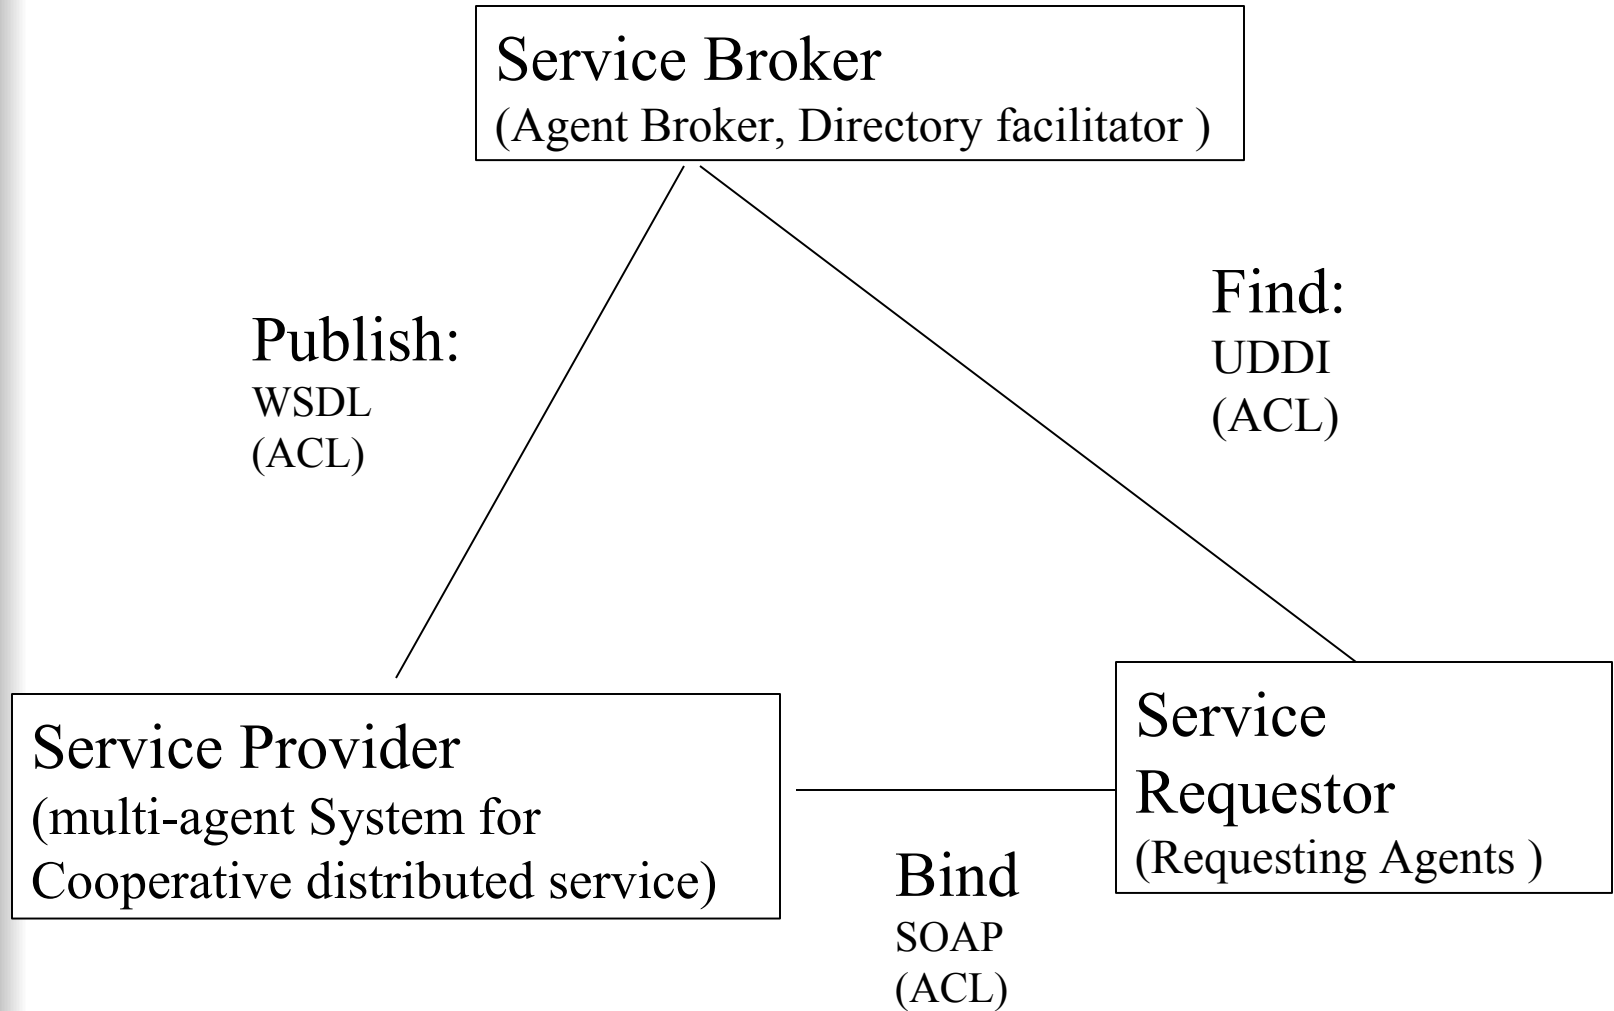 Service Broker
(Agent Broker, Directory facilitator )
Find:
UDDI
(ACL)
Publish:
WSDL
(ACL)
Service Provider
(multi-agent System for
Cooperative distributed service)
Service
Requestor
(Requesting Agents )
Bind
SOAP
(ACL)